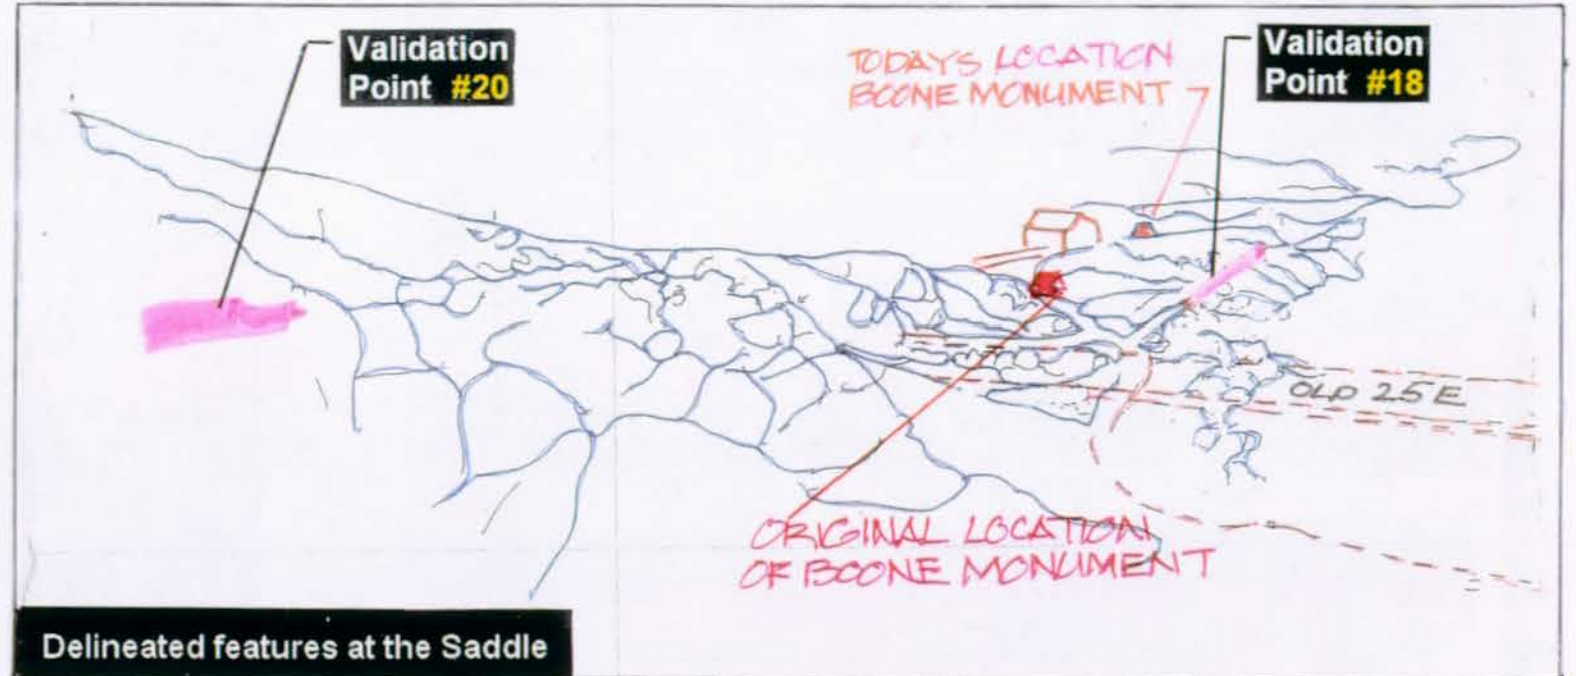 Validation
Point #20
TODAYS LOCATION
BOONE MONUMENT
Validation
Point #18
OLD 25E
ORIGINAL LOCATION
OF BOONE MONUMENT
Delineated features at the Saddle